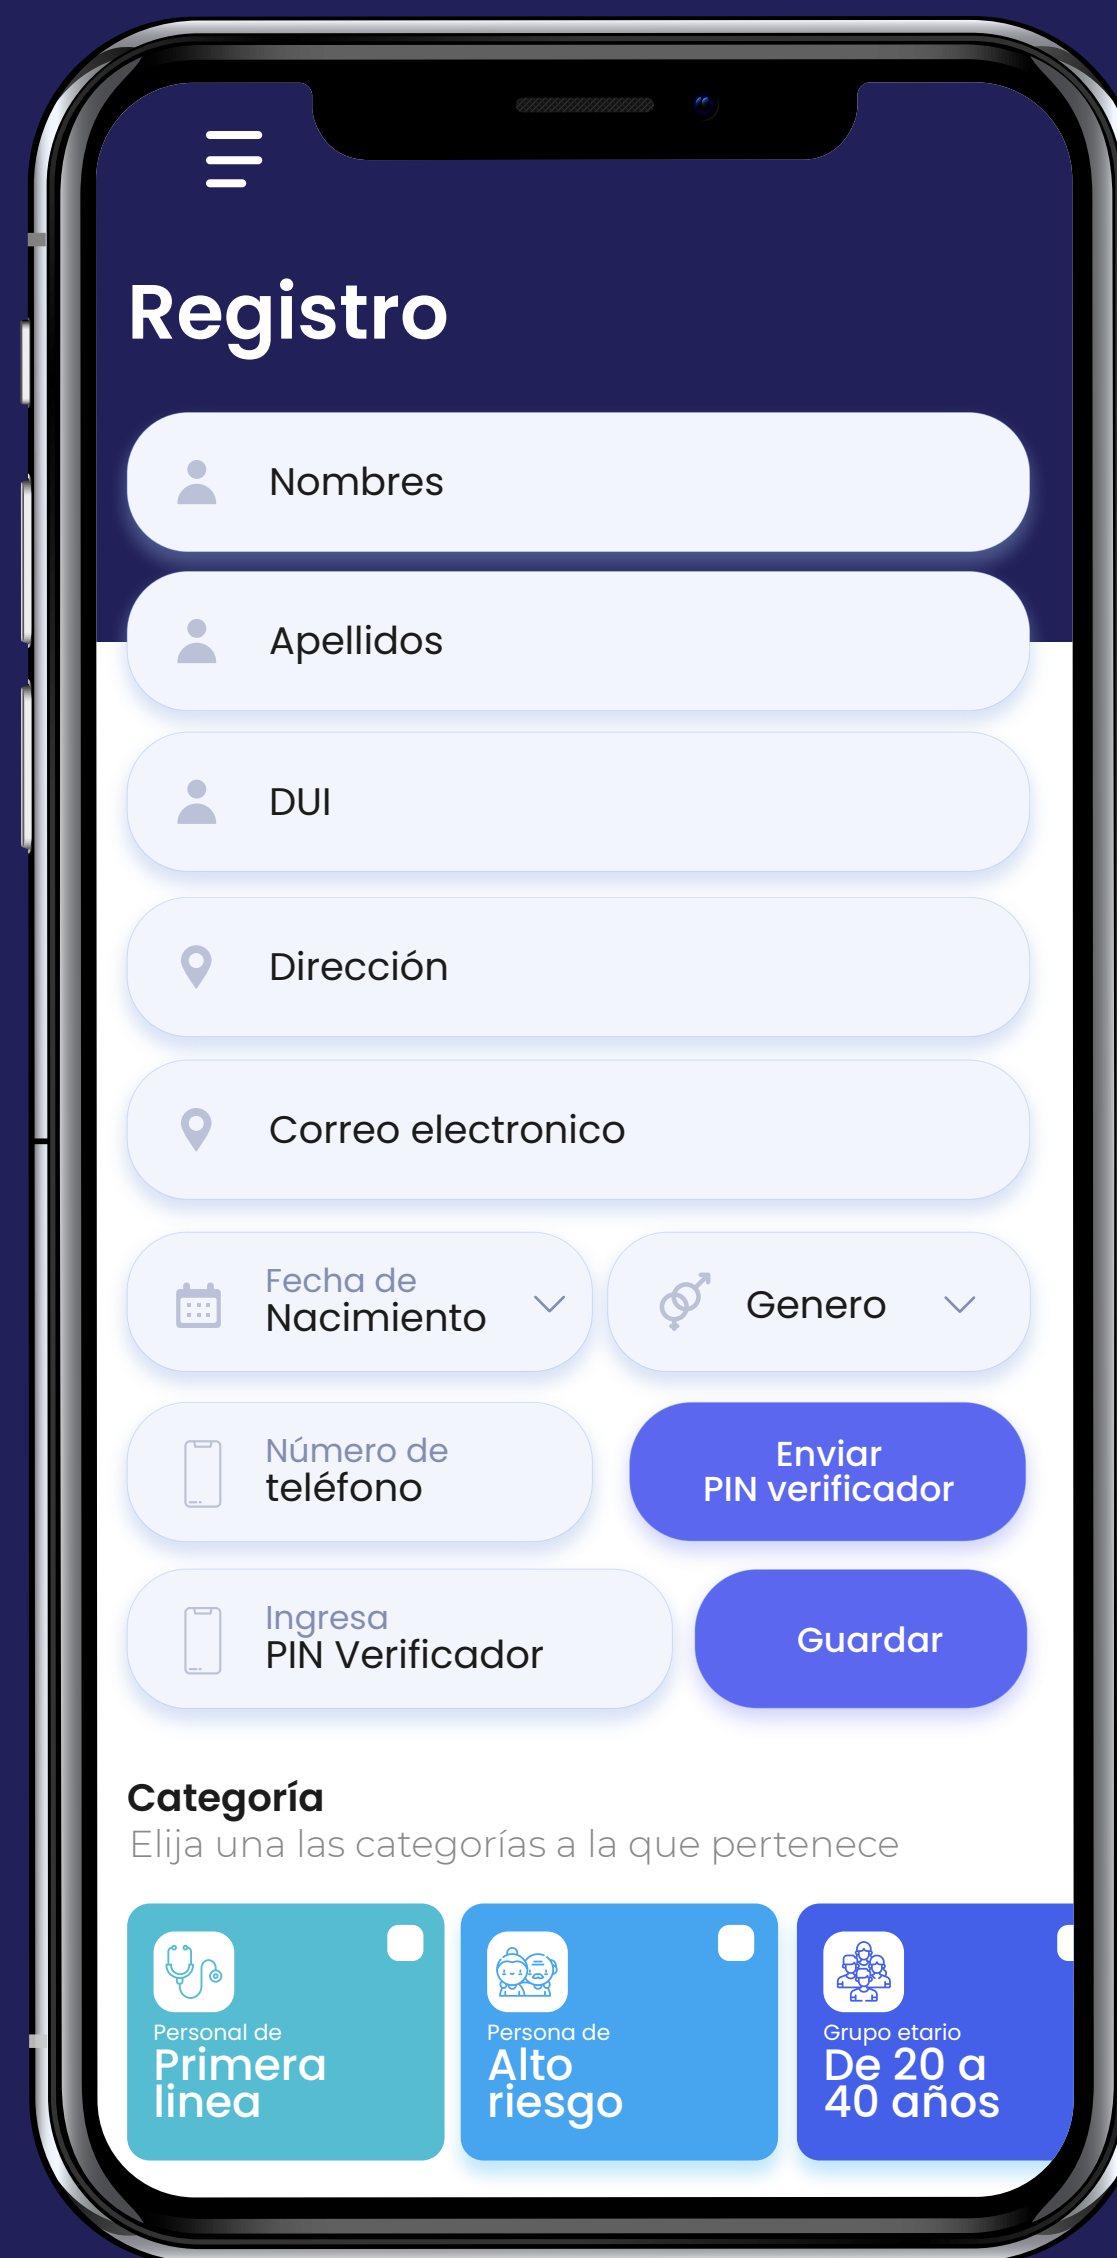 Registro
Nombres
Apellidos
DUI
Dirección
Correo electronico
Fecha de
Nacimiento
Genero
Número de
teléfono
Enviar
PIN verificador
Ingresa
PIN Verificador
Guardar
Categoría
Elija una las categorías a la que pertenece
Personal de
Primera
linea
Persona de
Alto
riesgo
Grupo etario
De 20 a
40 años